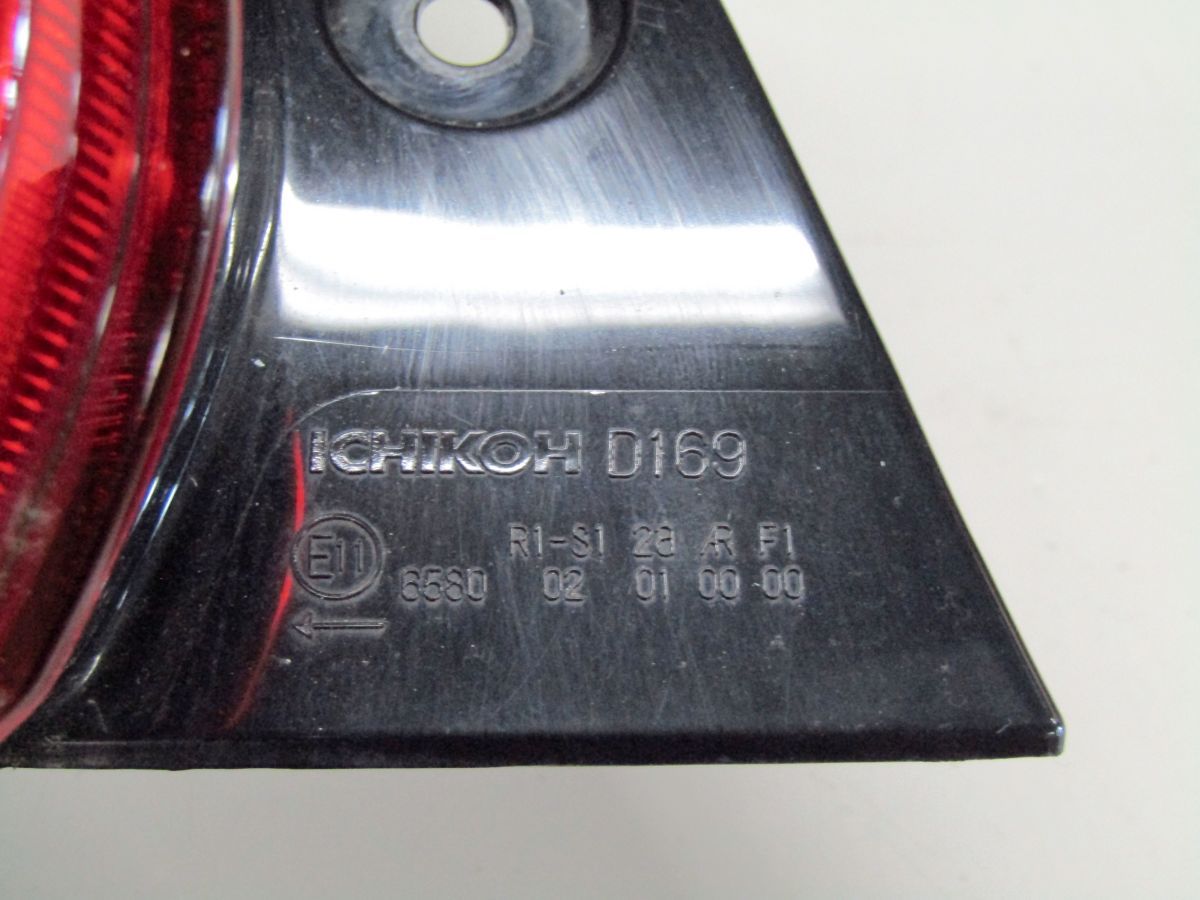 ICHIKOH D169
R1-S1 2a AR F1
E11 6580 02 01 00 00